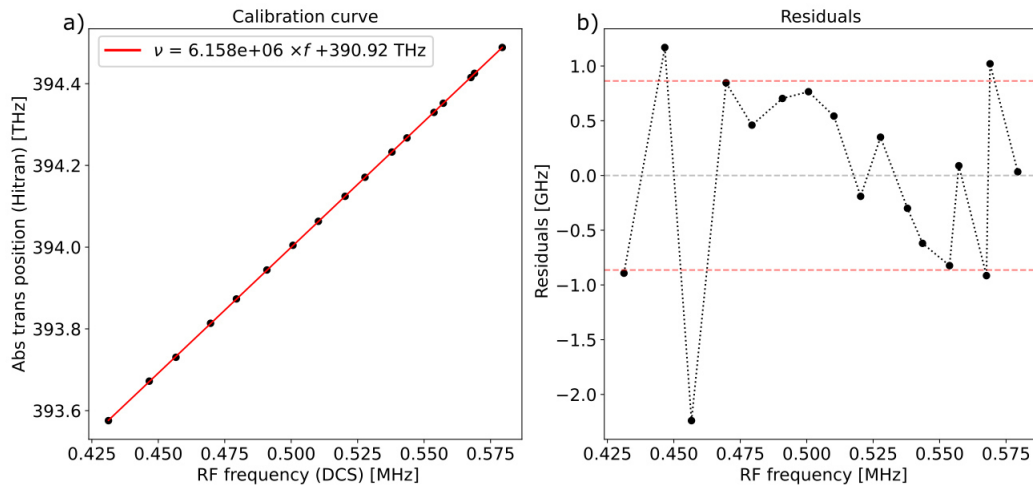 a)
Calibration curve
ν = 6.158e+06 ×f +390.92 THz
Abs trans position (Hitran) [THz]
394.4
394.2
394.0
393.8
393.6
0.425 0.450 0.475 0.500 0.525 0.550 0.575
RF frequency (DCS) [MHz]
b)
Residuals
Residuals [GHz]
1.0
0.5
0.0
−0.5
−1.0
−1.5
−2.0
0.425 0.450 0.475 0.500 0.525 0.550 0.575
RF frequency [MHz]